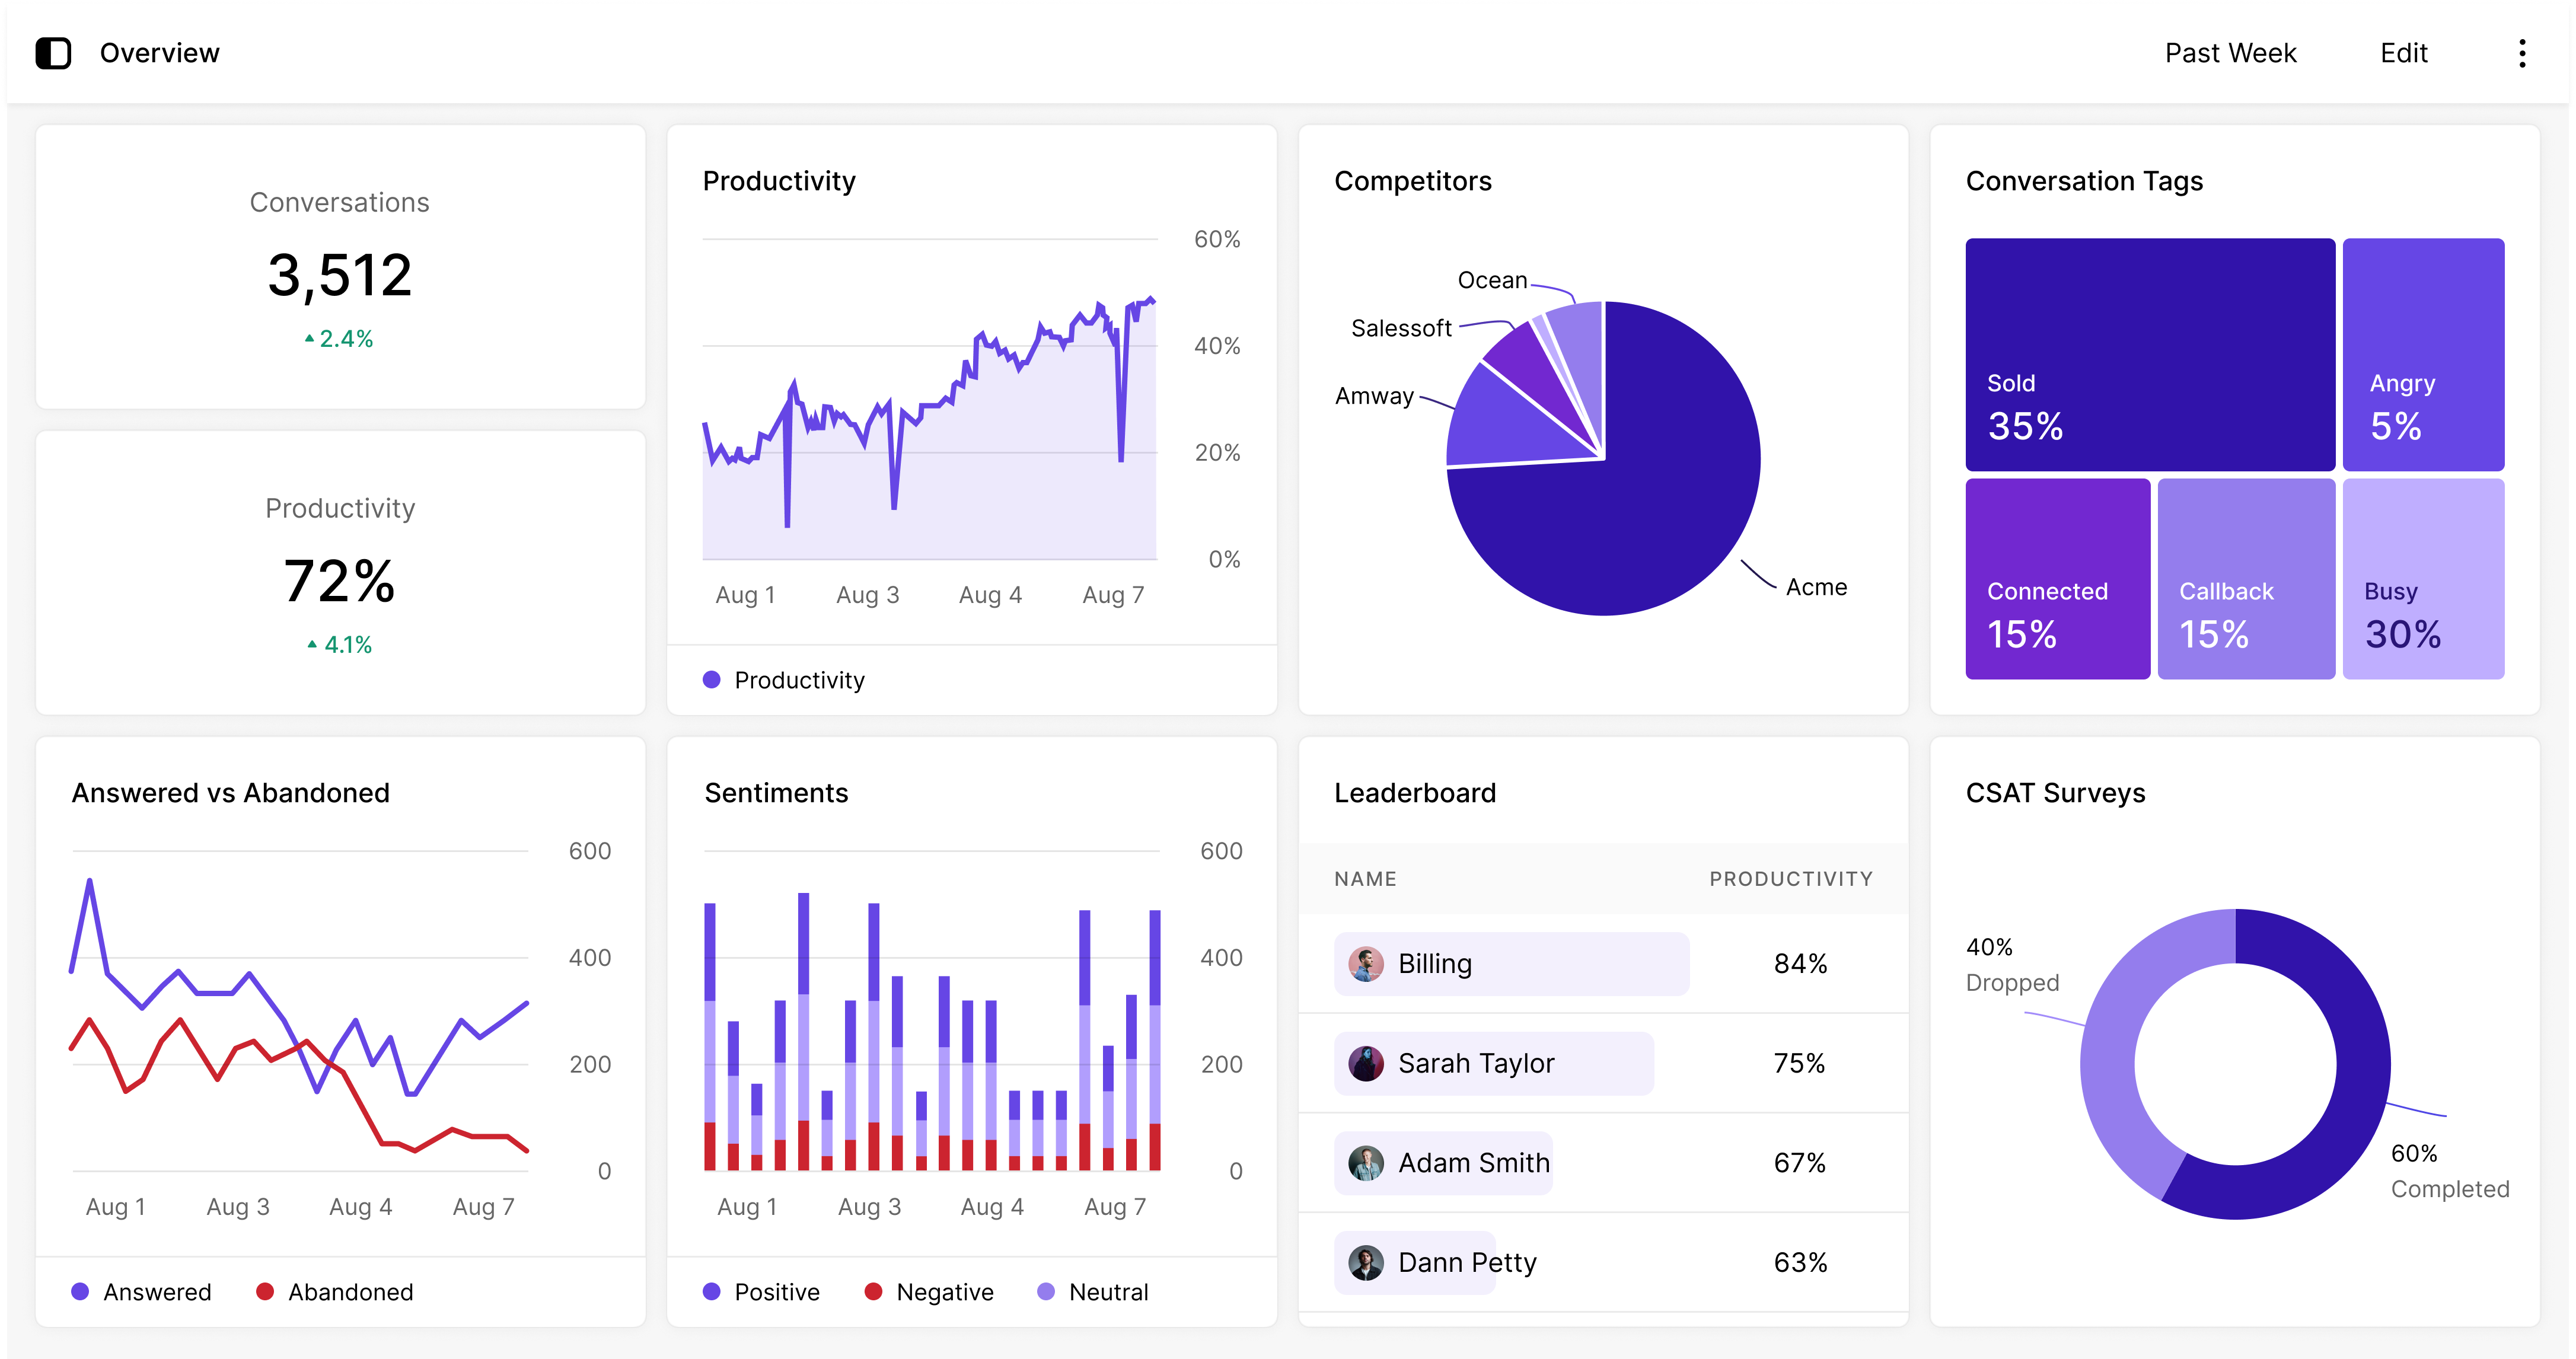 Overview
Past Week
Edit
Conversations
3,512
2.4%
Productivity
72%
4.1%
Productivity
60%
40%
20%
0%
Aug 1
Aug 3
Aug 4
Aug 7
Productivity
Competitors
Ocean
Salessoft
Amway
Acme
Conversation Tags
Sold
35%
Angry
5%
Connected
15%
Callback
15%
Busy
30%
Answered vs Abandoned
600
400
200
0
Aug 1
Aug 3
Aug 4
Aug 7
Answered
Abandoned
Sentiments
600
400
200
0
Aug 1
Aug 3
Aug 4
Aug 7
Positive
Negative
Neutral
Leaderboard
NAME
PRODUCTIVITY
Billing
84%
Sarah Taylor
75%
Adam Smith
67%
Dann Petty
63%
CSAT Surveys
40%
Dropped
60%
Completed